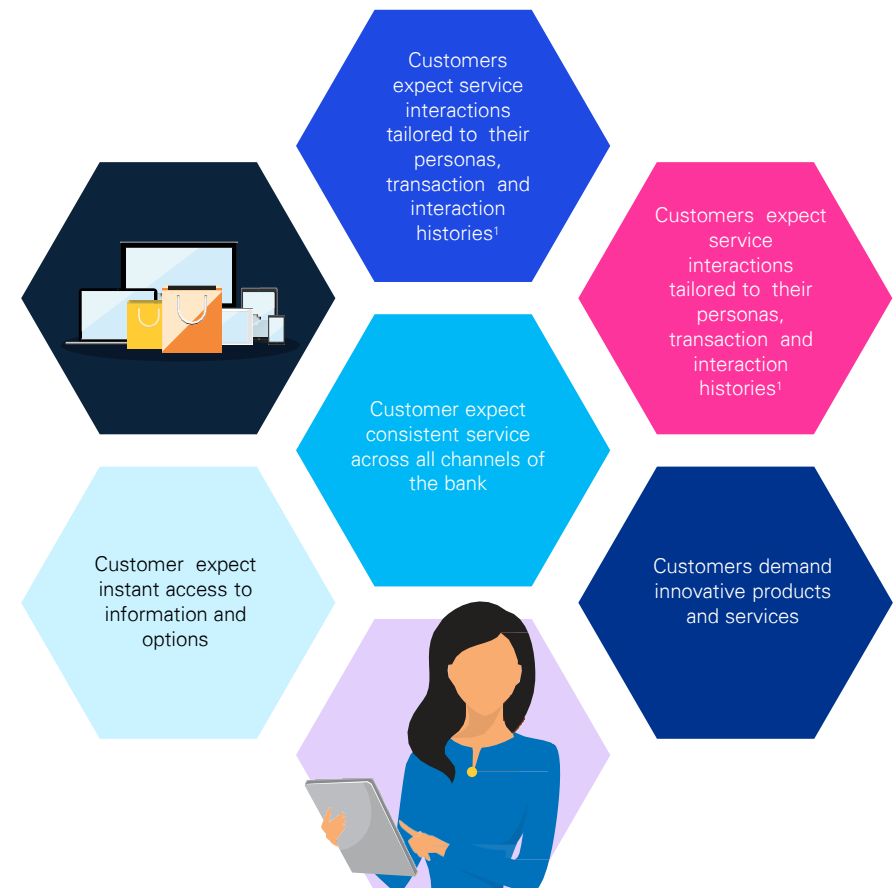 Customers
expect service
interactions
tailored to their
personas,
transaction and
interaction
histories¹
Customers expect
service
interactions
tailored to their
personas,
transaction and
interaction
histories¹
Customer expect
consistent service
across all channels of
the bank
Customer expect
instant access to
information and
options
Customers demand
innovative products
and services